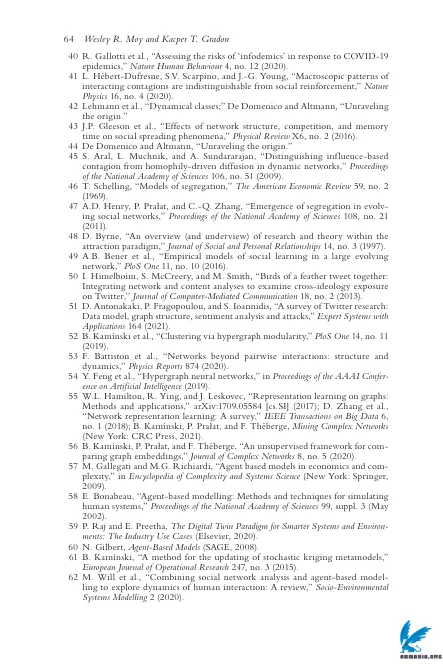 64 Wesley R. Moy and Kacper T. Gradon
40 R. Gallotti et al., “Assessing the risks of ‘infodemics’ in response to COVID-19
epidemics,” Nature Human Behaviour 4, no. 12 (2020).
41 L. Hébert-Dufresne, S.V. Scarpino, and J.-G. Young, “Macroscopic patterns of
interacting contagions are indistinguishable from social reinforcement,” Nature
Physics 16, no. 4 (2020).
42 Lehmann et al., “Dynamical classes;” De Domenico and Altmann, “Unraveling
the origin.”
43 J.P. Gleeson et al., “Effects of network structure, competition, and memory
time on social spreading phenomena,” Physical Review X6, no. 2 (2016).
44 De Domenico and Altmann, “Unraveling the origin.”
45 S. Aral, L. Muchnik, and A. Sundararajan, “Distinguishing influence-based
contagion from homophily-driven diffusion in dynamic networks,” Proceedings
of the National Academy of Sciences 106, no. 51 (2009).
46 T. Schelling, “Models of segregation,” The American Economic Review 59, no. 2
(1969).
47 A.D. Henry, P. Prałat, and C.-Q. Zhang, “Emergence of segregation in evolv-
ing social networks,” Proceedings of the National Academy of Sciences 108, no. 21
(2011).
48 D. Byrne, “An overview (and underview) of research and theory within the
attraction paradigm,” Journal of Social and Personal Relationships 14, no. 3 (1997).
49 A.B. Bener et al., “Empirical models of social learning in a large evolving
network,” PloS One 11, no. 10 (2016).
50 I. Himelboim, S. McCreery, and M. Smith, “Birds of a feather tweet together:
Integrating network and content analyses to examine cross-ideology exposure
on Twitter,” Journal of Computer-Mediated Communication 18, no. 2 (2013).
51 D. Antonakaki, P. Fragopoulou, and S. Ioannidis, “A survey of Twitter research:
Data model, graph structure, sentiment analysis and attacks,” Expert Systems with
Applications 164 (2021).
52 B. Kamiński et al., “Clustering via hypergraph modularity,” PloS One 14, no. 11
(2019).
53 F. Battiston et al., “Networks beyond pairwise interactions: structure and
dynamics,” Physics Reports 874 (2020).
54 Y. Feng et al., “Hypergraph neural networks,” in Proceedings of the AAAI Confer-
ence on Artificial Intelligence (2019).
55 W.L. Hamilton, R. Ying, and J. Leskovec, “Representation learning on graphs:
Methods and applications,” arXiv:1709.05584 [cs.SI] (2017); D. Zhang et al.,
“Network representation learning: A survey,” IEEE Transactions on Big Data 6,
no. 1 (2018); B. Kamiński, P. Prałat, and F. Théberge, Mining Complex Networks
(New York: CRC Press, 2021).
56 B. Kamiński, P. Prałat, and F. Théberge, “An unsupervised framework for com-
paring graph embeddings,” Journal of Complex Networks 8, no. 5 (2020).
57 M. Gallegati and M.G. Richiardi, “Agent based models in economics and com-
plexity,” in Encyclopedia of Complexity and Systems Science (New York: Springer,
2009).
58 E. Bonabeau, “Agent-based modelling: Methods and techniques for simulating
human systems,” Proceedings of the National Academy of Sciences 99, suppl. 3 (May
2002).
59 P. Raj and E. Preetha, The Digital Twin Paradigm for Smarter Systems and Environ-
ments: The Industry Use Cases (Elsevier, 2020).
60 N. Gilbert, Agent-Based Models (SAGE, 2008).
61 B. Kamiński, “A method for the updating of stochastic kriging metamodels,”
European Journal of Operational Research 247, no. 3 (2015).
62 M. Will et al., “Combining social network analysis and agent-based model-
ling to explore dynamics of human interaction: A review,” Socio-Environmental
Systems Modelling 2 (2020).